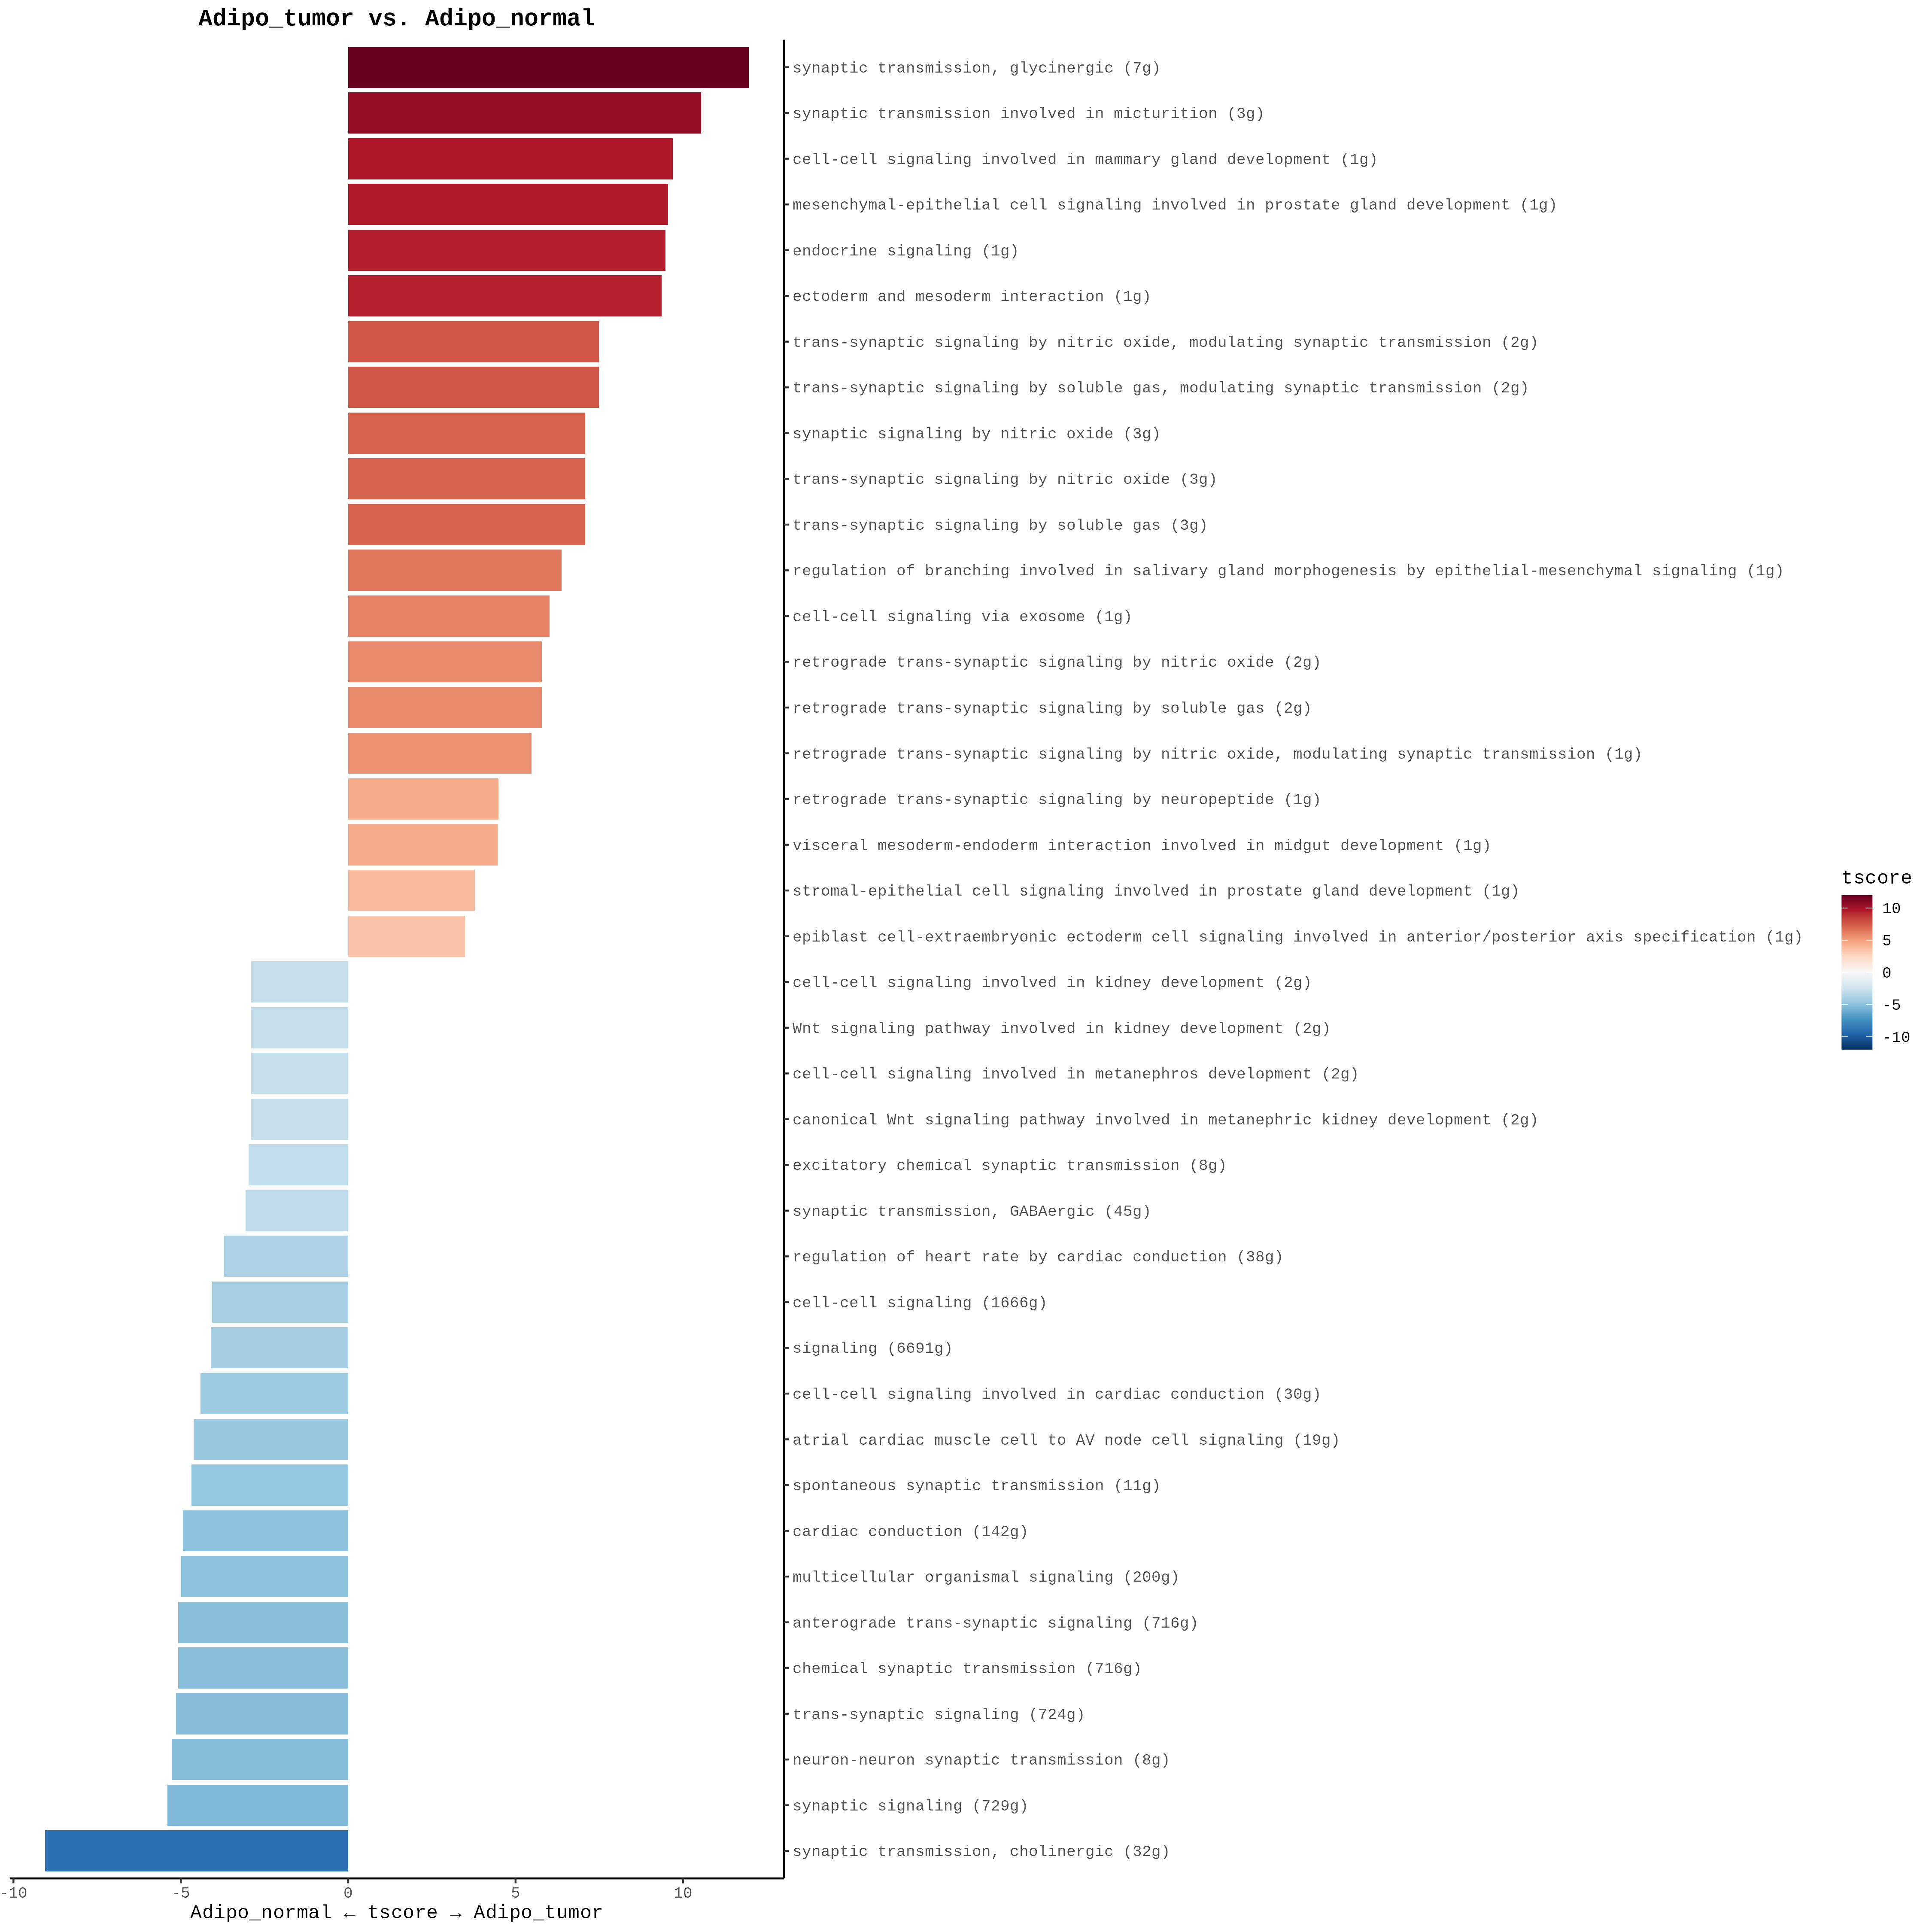 Adipo_tumor vs. Adipo_normal
synaptic transmission, glycinergic (7g)
synaptic transmission involved in micturition (3g)
cell-cell signaling involved in mammary gland development (1g)
mesenchymal-epithelial cell signaling involved in prostate gland development (1g)
endocrine signaling (1g)
ectoderm and mesoderm interaction (1g)
trans-synaptic signaling by nitric oxide, modulating synaptic transmission (2g)
trans-synaptic signaling by soluble gas, modulating synaptic transmission (2g)
synaptic signaling by nitric oxide (3g)
trans-synaptic signaling by nitric oxide (3g)
trans-synaptic signaling by soluble gas (3g)
regulation of branching involved in salivary gland morphogenesis by epithelial-mesenchymal signaling (1g)
cell-cell signaling via exosome (1g)
retrograde trans-synaptic signaling by nitric oxide (2g)
retrograde trans-synaptic signaling by soluble gas (2g)
retrograde trans-synaptic signaling by nitric oxide, modulating synaptic transmission (1g)
retrograde trans-synaptic signaling by neuropeptide (1g)
visceral mesoderm-endoderm interaction involved in midgut development (1g)
stromal-epithelial cell signaling involved in prostate gland development (1g)
epiblast cell-extraembryonic ectoderm cell signaling involved in anterior/posterior axis specification (1g)
cell-cell signaling involved in kidney development (2g)
Wnt signaling pathway involved in kidney development (2g)
cell-cell signaling involved in metanephros development (2g)
canonical Wnt signaling pathway involved in metanephric kidney development (2g)
excitatory chemical synaptic transmission (8g)
synaptic transmission, GABAergic (45g)
regulation of heart rate by cardiac conduction (38g)
cell-cell signaling (1666g)
signaling (6691g)
cell-cell signaling involved in cardiac conduction (30g)
atrial cardiac muscle cell to AV node cell signaling (19g)
spontaneous synaptic transmission (11g)
cardiac conduction (142g)
multicellular organismal signaling (200g)
anterograde trans-synaptic signaling (716g)
chemical synaptic transmission (716g)
trans-synaptic signaling (724g)
neuron-neuron synaptic transmission (8g)
synaptic signaling (729g)
synaptic transmission, cholinergic (32g)
-10 -5 0 5 10
Adipo_normal ← tscore → Adipo_tumor
tscore
10
5
0
-5
-10